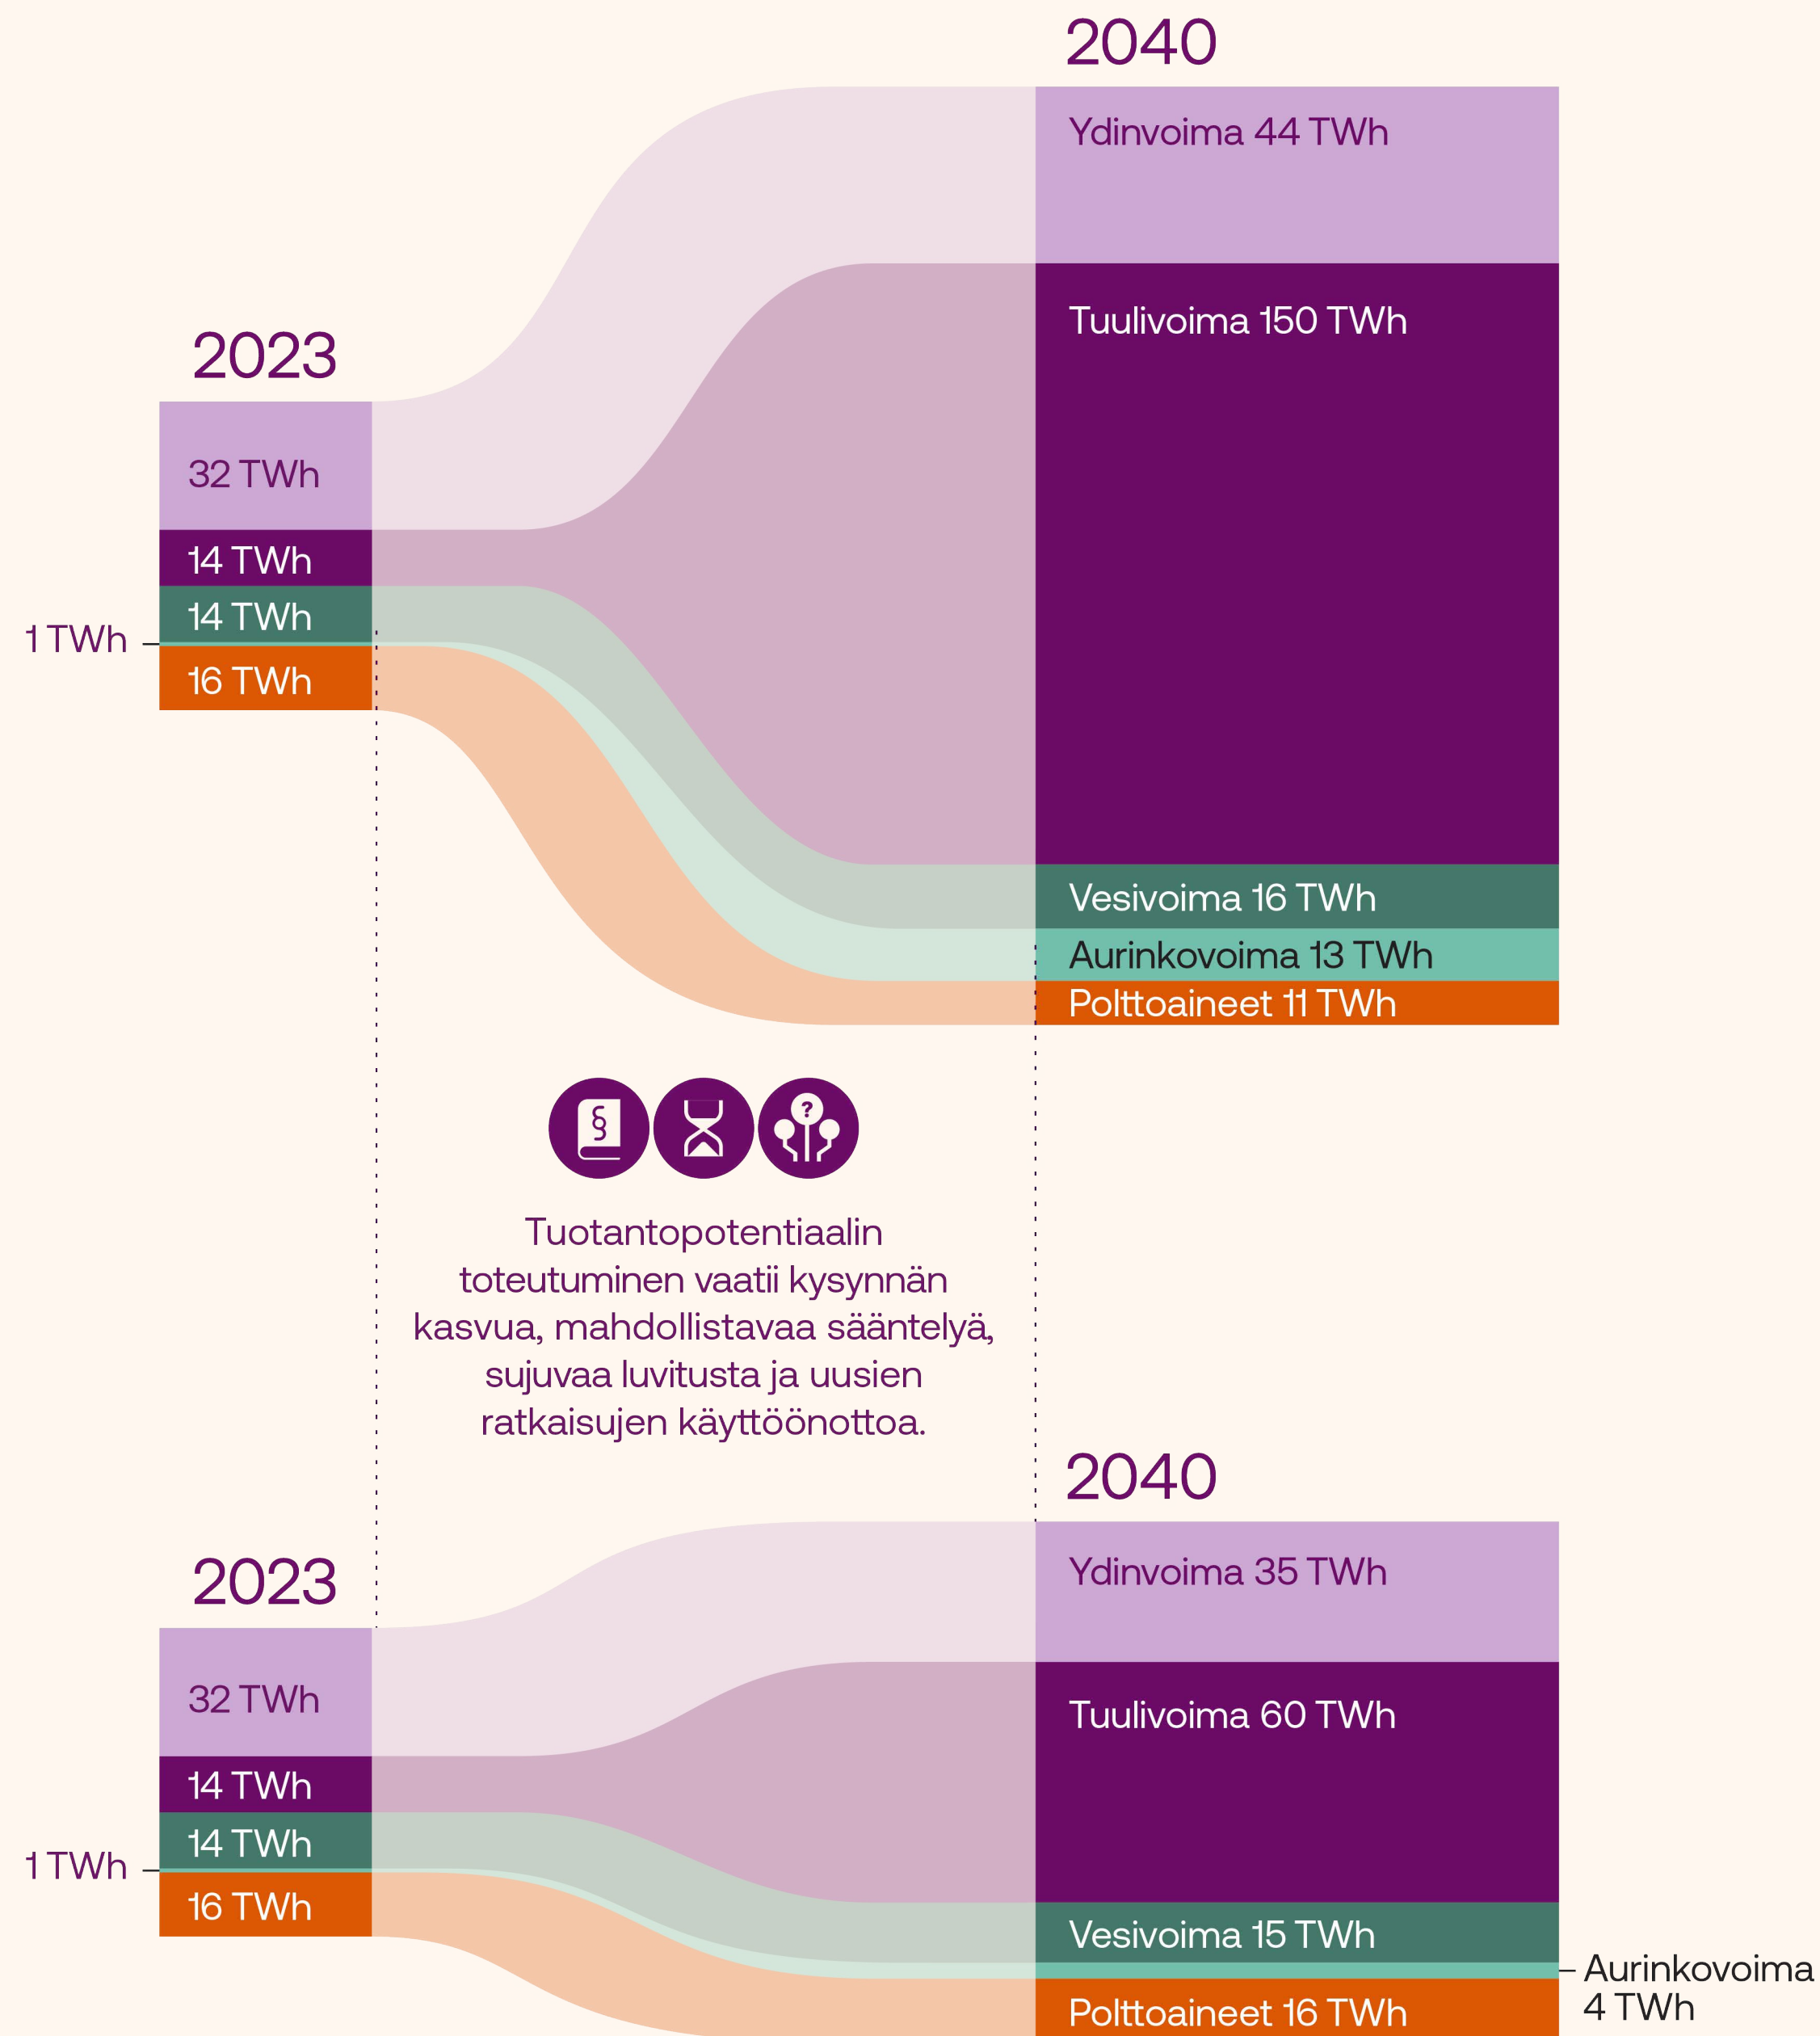 2040
Ydinvoima 44 TWh
Tuulivoima 150 TWh
2023
32 TWh
14 TWh
14 TWh
1 TWh
16 TWh
Vesivoima 16 TWh
Aurinkovoima 13 TWh
Polttoaineet 11 TWh
§
?
Tuotantopotentiaalin
toteutuminen vaatii kysynnän
kasvua, mahdollistavaa sääntelyä,
sujuvaa luvitusta ja uusien
ratkaisujen käyttöönottoa.
2040
Ydinvoima 35 TWh
Tuulivoima 60 TWh
2023
32 TWh
14 TWh
14 TWh
1 TWh
16 TWh
Vesivoima 15 TWh
Aurinkovoima
4 TWh
Polttoaineet 16 TWh